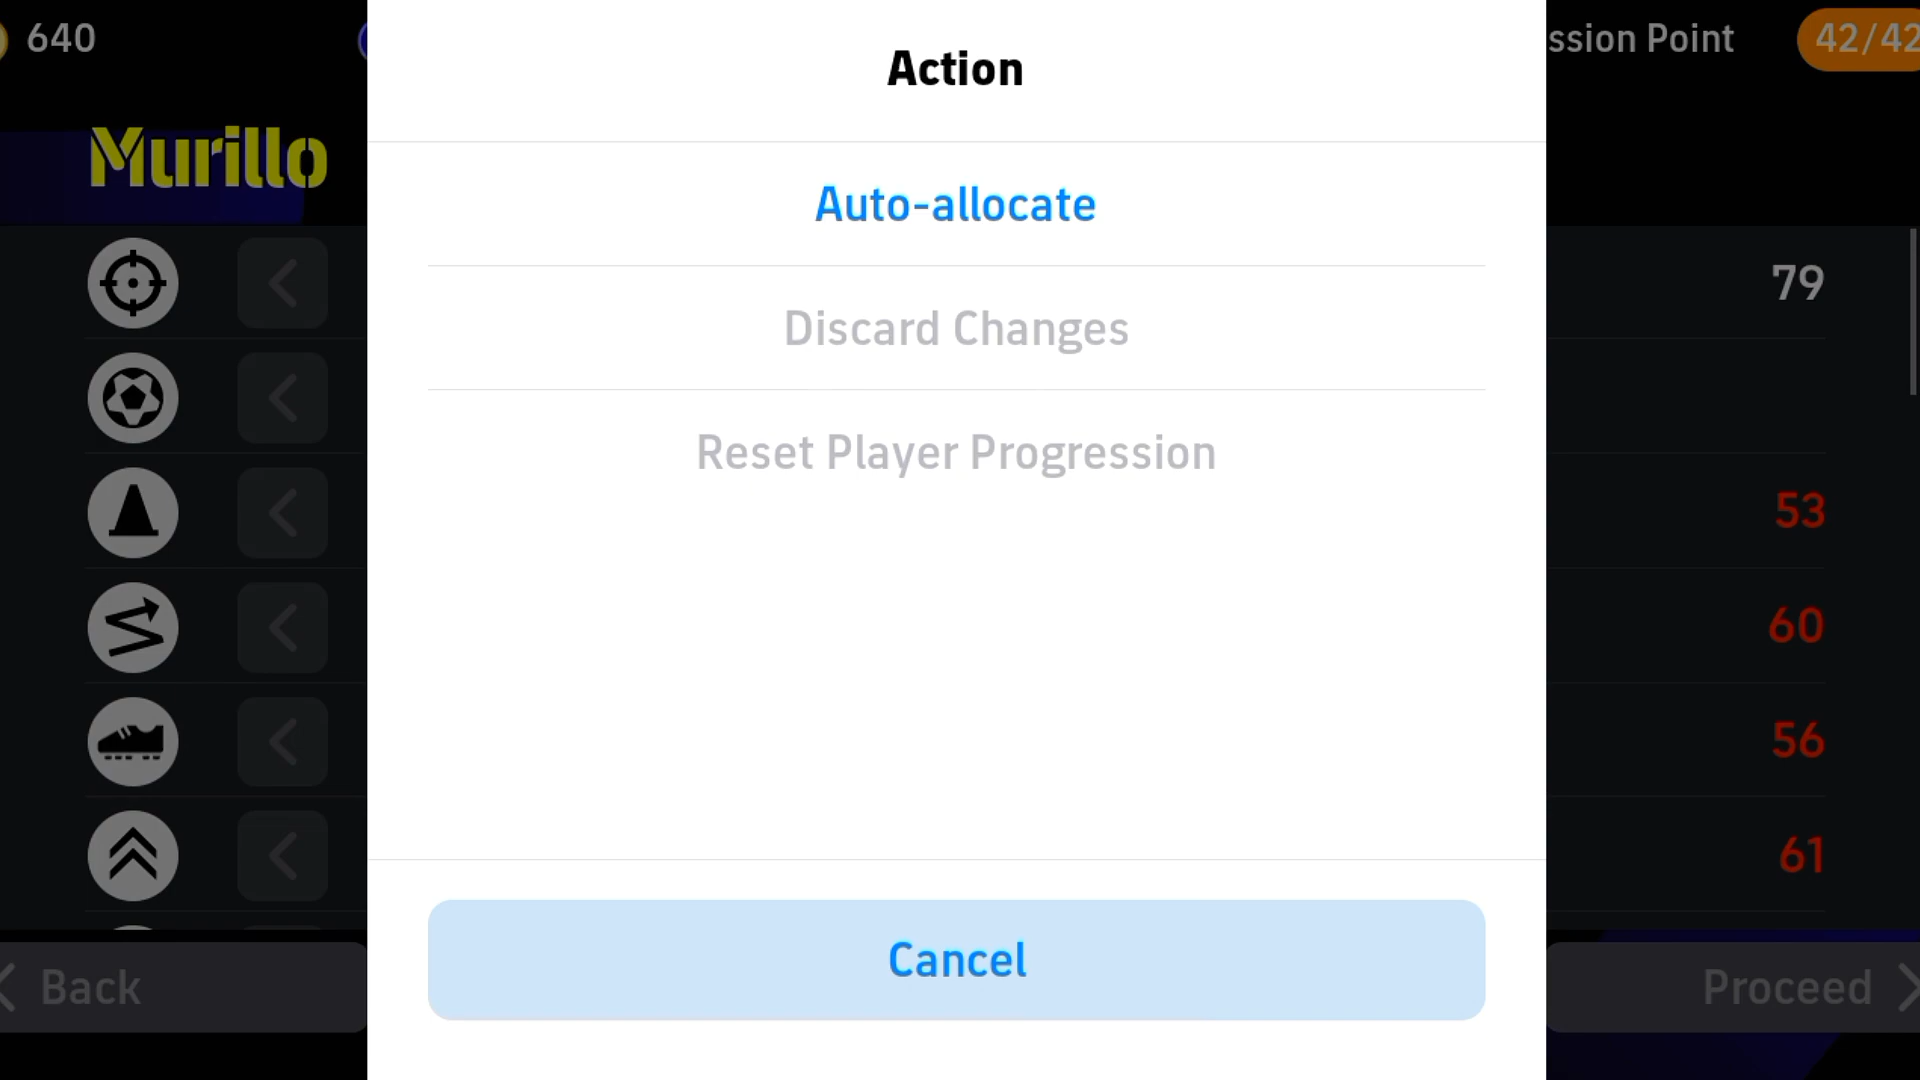 640
ssion Point
42/42
Action
Murillo
Auto-allocate
79
Discard Changes
Reset Player Progression
53
60
56
61
Cancel
Back
Proceed